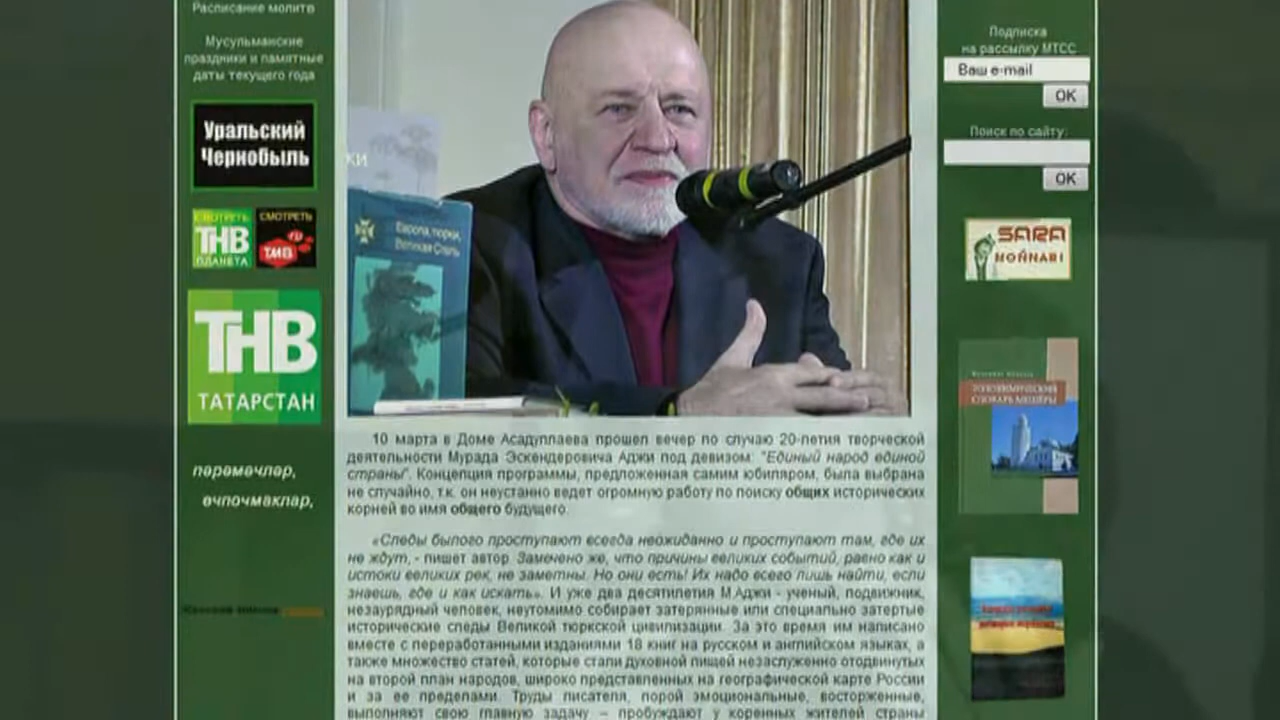 Расписание молитв
Мусульманские
праздники и памятные
даты текущего года
Уральский
Чернобыль
СМОТРЕТЬ
ТНВ
ПЛАНЕТА
СМОТРЕТЬ
ТНВ
ru
ТНВ
ТАТАРСТАН
пәрәмәчләр,
өчпочмаклар,
КИ
Европа, тюрки,
Великая Степь
10 марта в Доме Асадуллаева прошел вечер по случаю 20-летия творческой
деятельности Мурада Эскендеровича Аджи под девизом: "Единый народ единой
страны". Концепция программы, предложенная самим юбиляром, была выбрана
не случайно, т.к. он неустанно ведет огромную работу по поиску общих исторических
корней во имя общего будущего.
«Следы былого проступают всегда неожиданно и проступают там, где их
не ждут, - пишет автор. Замечено же, что причины великих событий, равно как и
истоки великих рек, не заметны. Но они есть! Их надо всего лишь найти, если
знаешь, где и как искать». И уже два десятилетия М.Аджи - ученый, подвижник,
незаурядный человек, неутомимо собирает затерянные или специально затертые
исторические следы Великой тюркской цивилизации. За это время им написано
вместе с переработанными изданиями 18 книг на русском и английском языках, а
также множество статей, которые стали духовной пищей незаслуженно отодвинутых
на второй план народов, широко представленных на географической карте России
и за ее пределами. Труды писателя, порой эмоциональные, восторженные,
выполняют свою главную задачу – пробуждают у коренных жителей страны
Подписка
на рассылку МТСС
Ваш e-mail
OK
Поиск по сайту:
OK
SARA
MOŇNARI
ТОПОНИМИЧЕСКИЙ
СЛОВАРЬ МЕЩЕРЫ